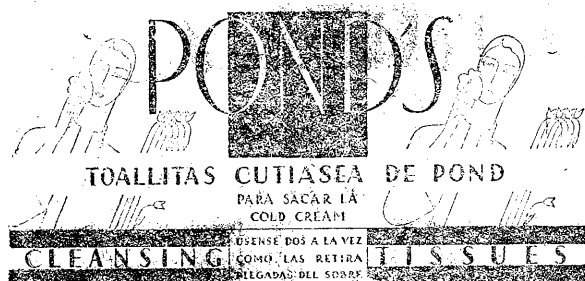 POND'S
TOALLITAS CUTIASEA DE POND
PARA SACAR LA
COLD CREAM
CLEANSING TISSUES
USENSE DOS A LA VEZ
COMO LAS RETIRA
PLEGADAS DEL SOBRE